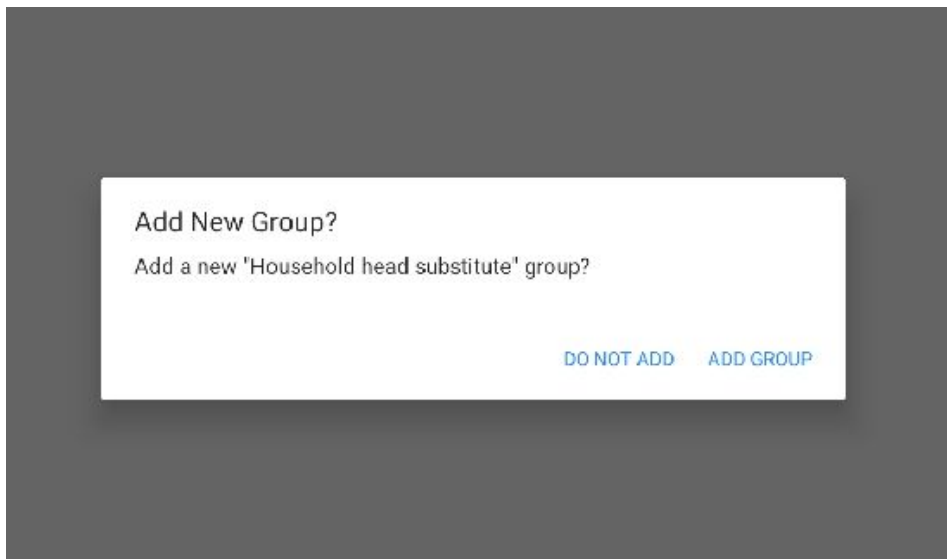 Add New Group?
Add a new "Household head substitute" group?
DO NOT ADD ADD GROUP